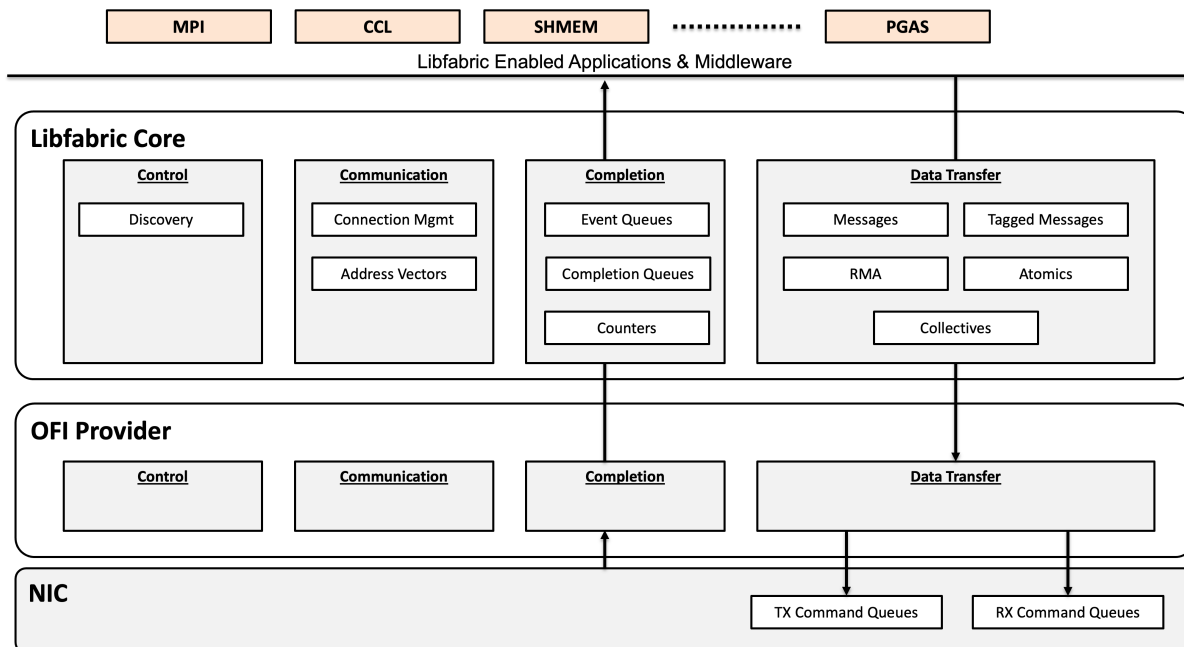 MPI
CCL
SHMEM
PGAS
Libfabric Enabled Applications & Middleware
Libfabric Core
Control
Discovery
Communication
Connection Mgmt
Address Vectors
Completion
Event Queues
Completion Queues
Counters
Data Transfer
Messages
Tagged Messages
RMA
Atomics
Collectives
OFI Provider
Control
Communication
Completion
Data Transfer
NIC
TX Command Queues
RX Command Queues